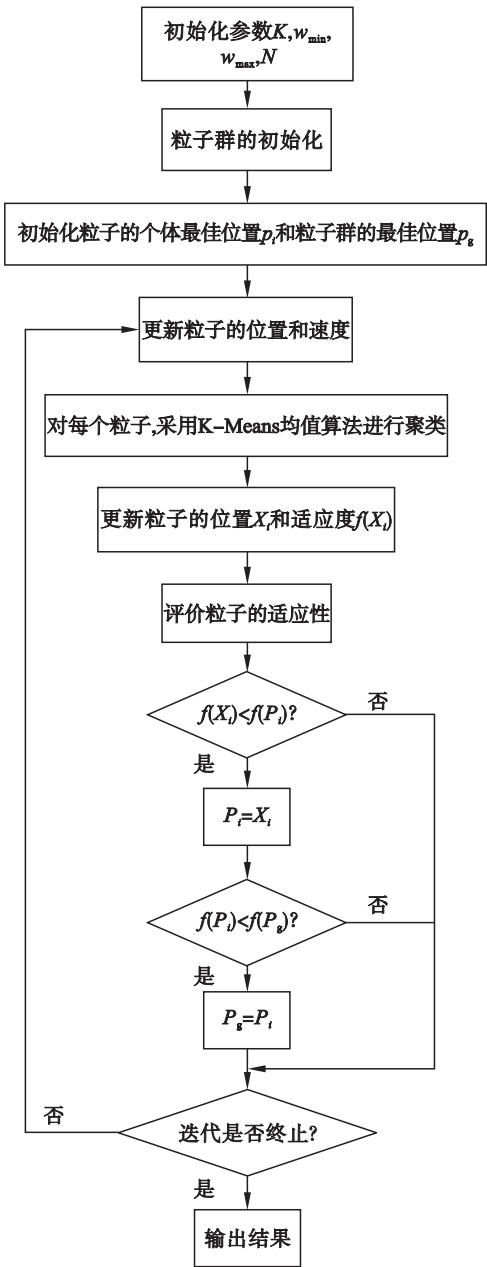 初始化参数K,wmin,
wmax,N
粒子群的初始化
初始化粒子的个体最佳位置pi和粒子群的最佳位置pg
更新粒子的位置和速度
对每个粒子,采用K-Means均值算法进行聚类
更新粒子的位置Xi和适应度f(Xi)
评价粒子的适应性
f(Xi)<f(Pi)?
否
是
Pi=Xi
f(Pi)<f(Pg)?
否
是
Pg=Pi
否
迭代是否终止?
是
输出结果